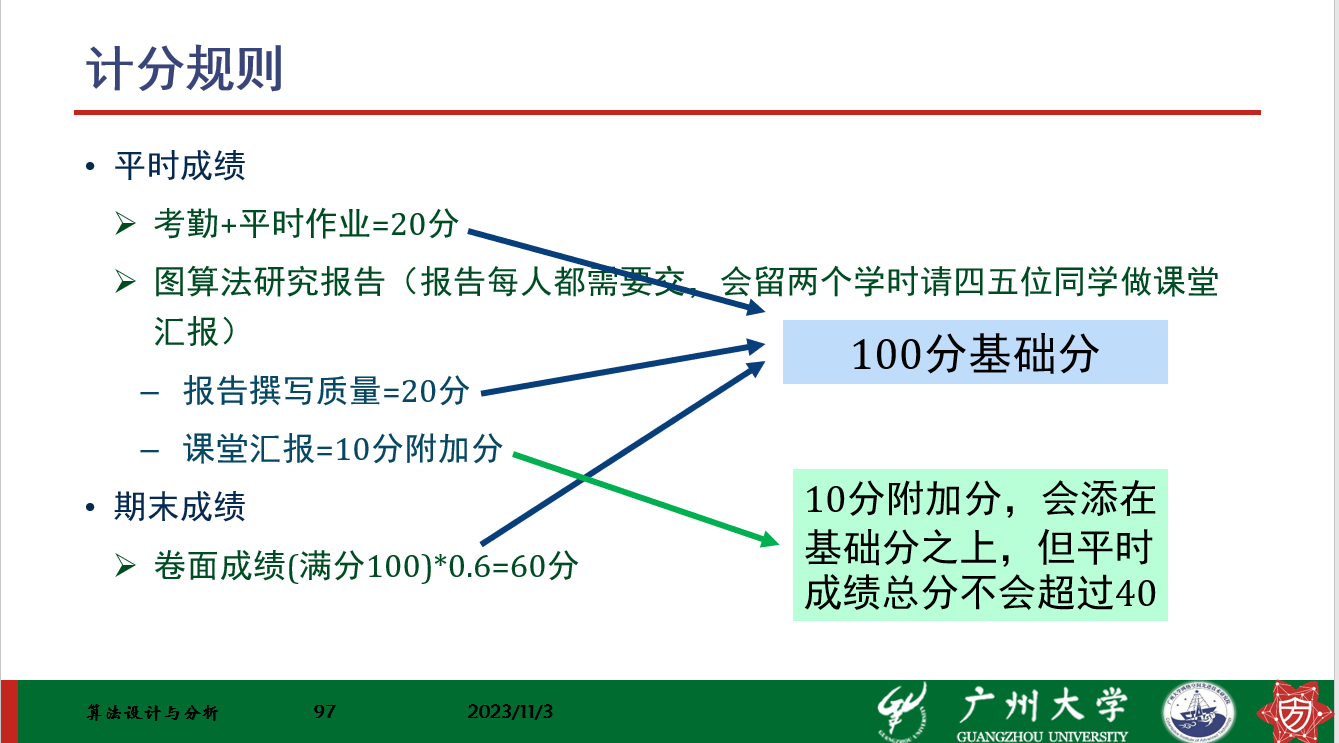 计分规则
• 平时成绩
➢ 考勤+平时作业=20分
➢ 图算法研究报告（报告每人都需要交，会留两个学时请四五位同学做课堂
汇报）
– 报告撰写质量=20分
– 课堂汇报=10分附加分
• 期末成绩
➢ 卷面成绩(满分100)*0.6=60分
100分基础分
10分附加分，会添在
基础分之上，但平时
成绩总分不会超过40
算法设计与分析
97
2023/11/3
广州大学
GUANGZHOU UNIVERSITY